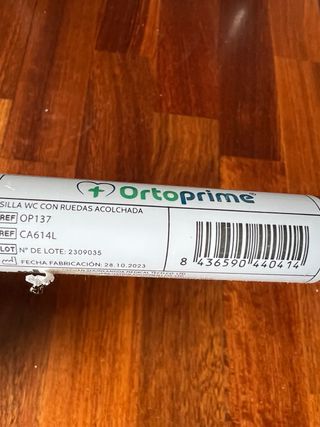 Ortoprime
SILLA WC CON RUEDAS ACOLCHADA
REF OP137
REF CA614L
LOT Nº DE LOTE: 2309035
FECHA FABRICACIÓN: 28.10.2023
8 436590 440414